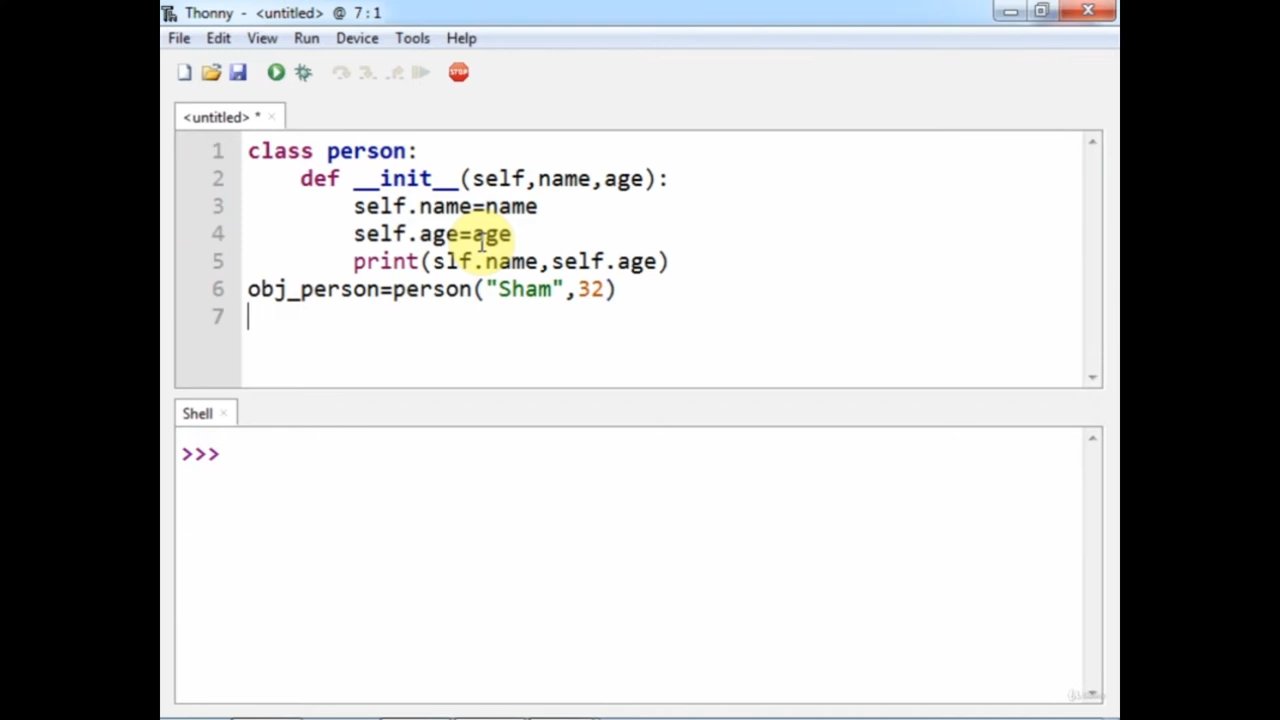 Thonny - <untitled> @ 7:1
File Edit View Run Device Tools Help
STOP
<untitled> *
1 class person:
2     def __init__(self,name,age):
3         self.name=name
4         self.age=age
5         print(slf.name,self.age)
6 obj_person=person("Sham",32)
7
Shell
>>>